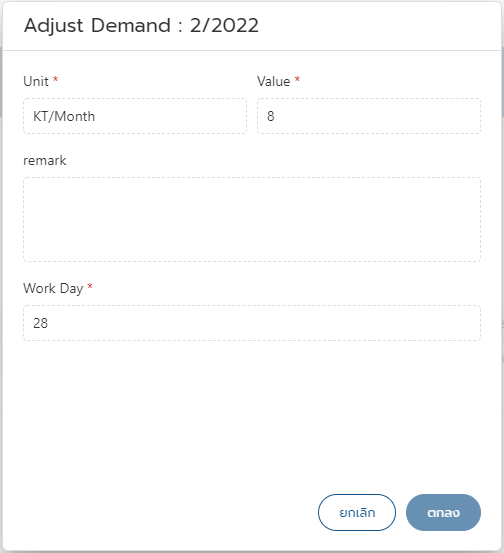 Adjust Demand : 2/2022
Unit * Value *
KT/Month 8
remark
Work Day *
28
ยกเลิก ตกลง